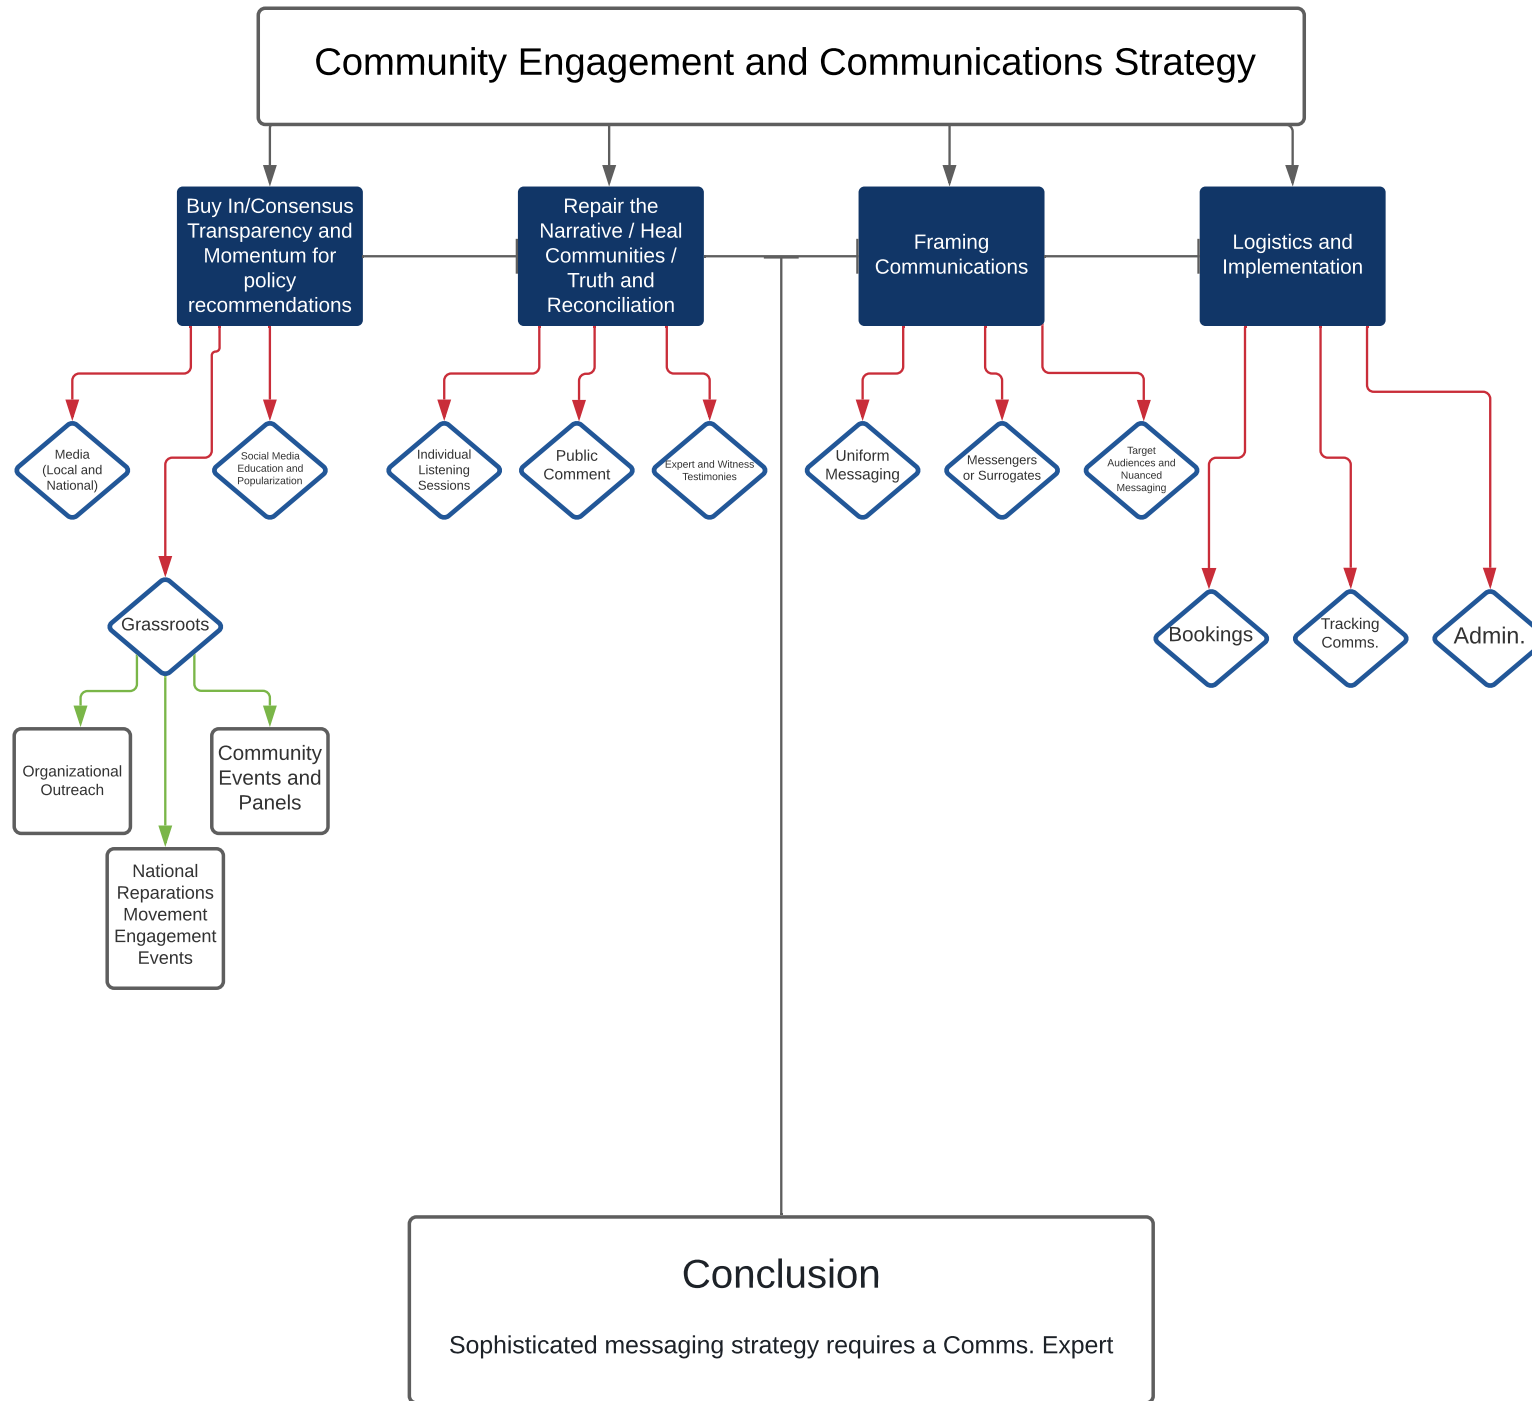 Community Engagement and Communications Strategy
Buy In/Consensus
Transparency and
Momentum for
policy
recommendations
Repair the
Narrative / Heal
Communities /
Truth and
Reconciliation
Framing
Communications
Logistics and
Implementation
Media
(Local and
National)
Social Media
Education and
Popularization
Individual
Listening
Sessions
Public
Comment
Expert and Witness
Testimonies
Uniform
Messaging
Messengers
or Surrogates
Target
Audiences and
Nuanced
Messaging
Grassroots
Bookings
Tracking
Comms.
Admin.
Organizational
Outreach
Community
Events and
Panels
National
Reparations
Movement
Engagement
Events
Conclusion
Sophisticated messaging strategy requires a Comms. Expert